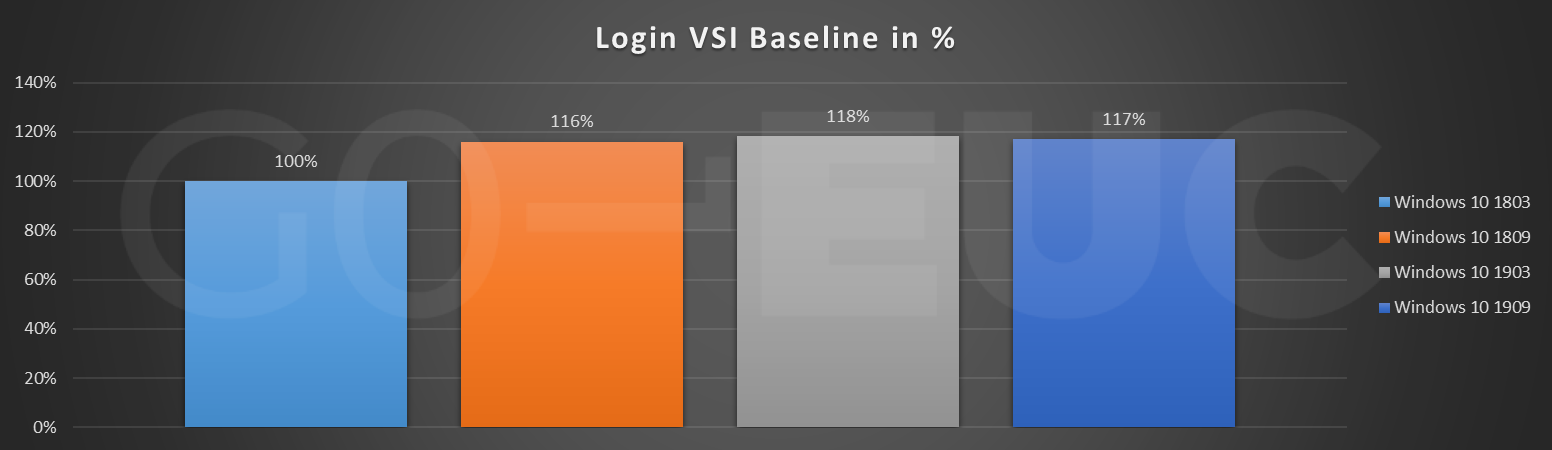 Login VSI Baseline in %
140%
120%
100%
80%
60%
40%
20%
0%
100%
116%
118%
117%
Windows 10 1803
Windows 10 1809
Windows 10 1903
Windows 10 1909
GO-EUC